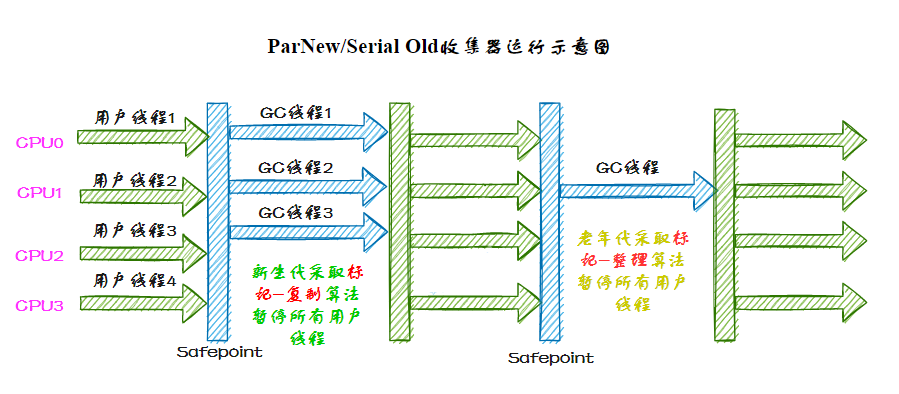 ParNew/Serial Old收集器运行示意图
用户线程1
GC线程1
CPU0
用户线程2
GC线程2
GC线程
CPU1
用户线程3
GC线程3
CPU2
用户线程4
CPU3
新生代采取标
记-复制算法
暂停所有用户
线程
老年代采取标
记-整理算法
暂停所有用户
线程
Safepoint
Safepoint